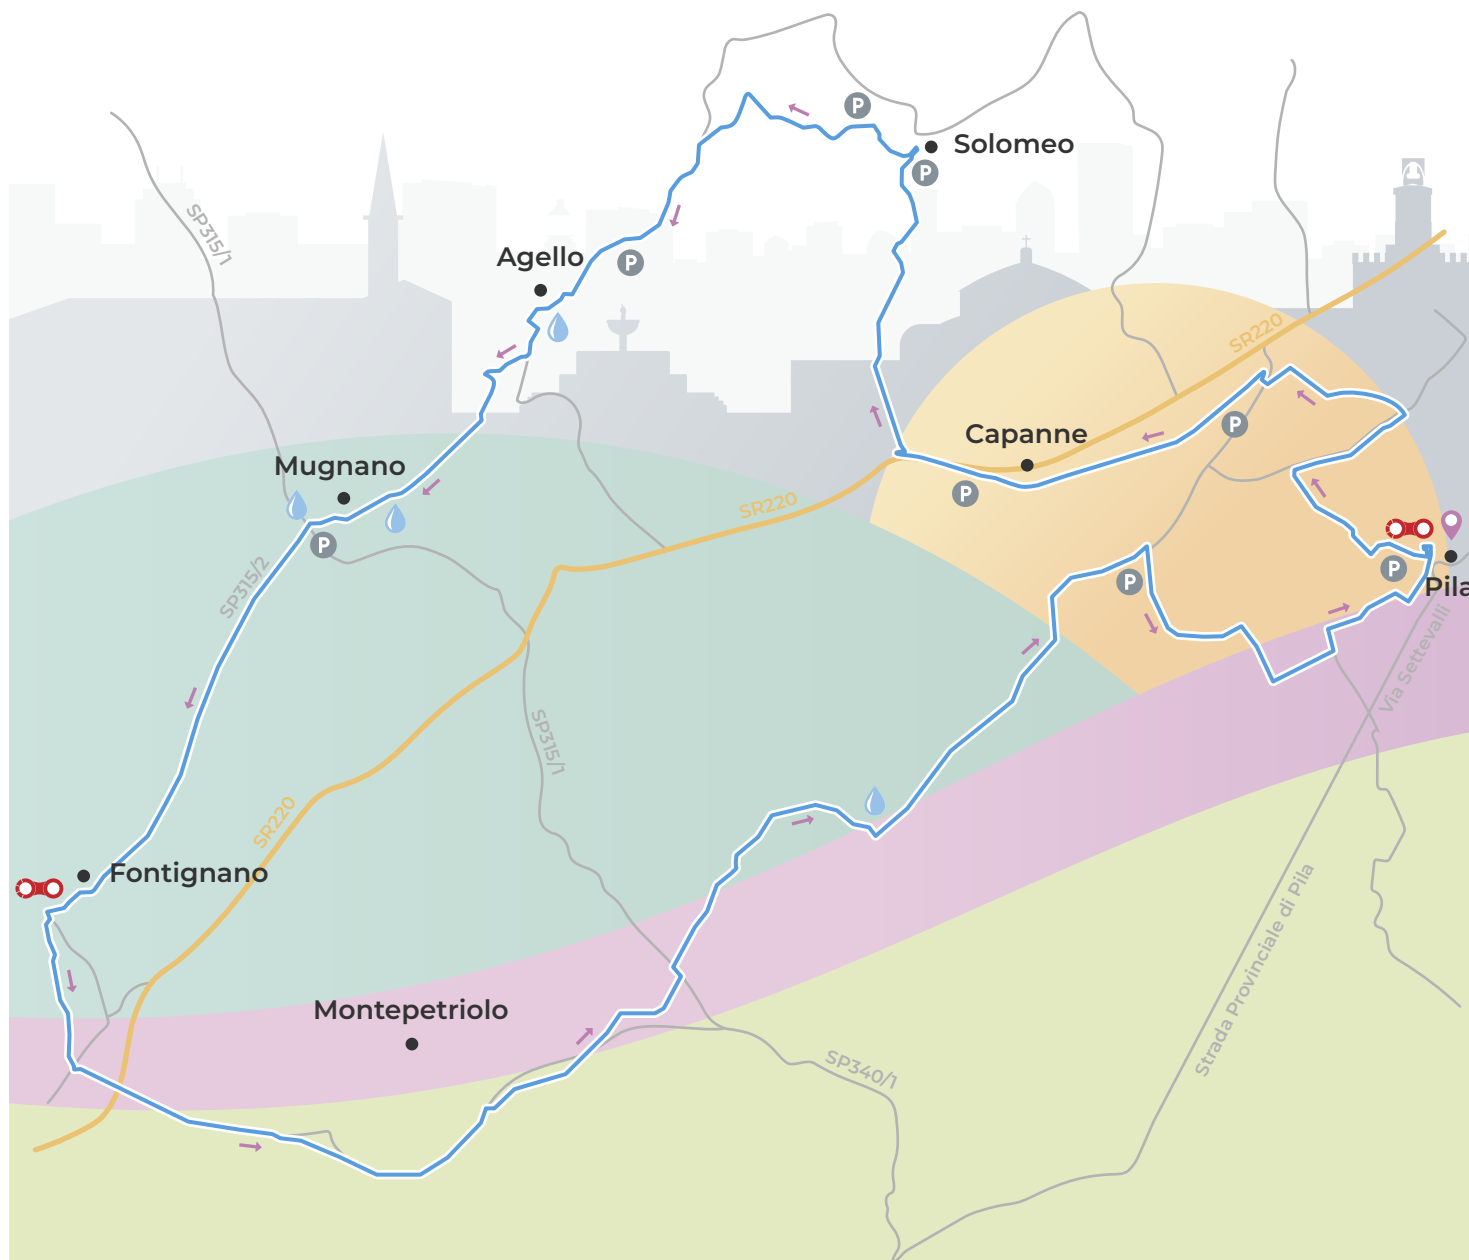 P
Solomeo
P
SP315/1
Agello
P
SR220
P
Capanne
Mugnano
P
SR220
P
P
P
Pila
SP315/2
Via Settevalli
SP315/1
SR220
Fontignano
Strada Provinciale di Pila
Montepetriolo
SP340/1